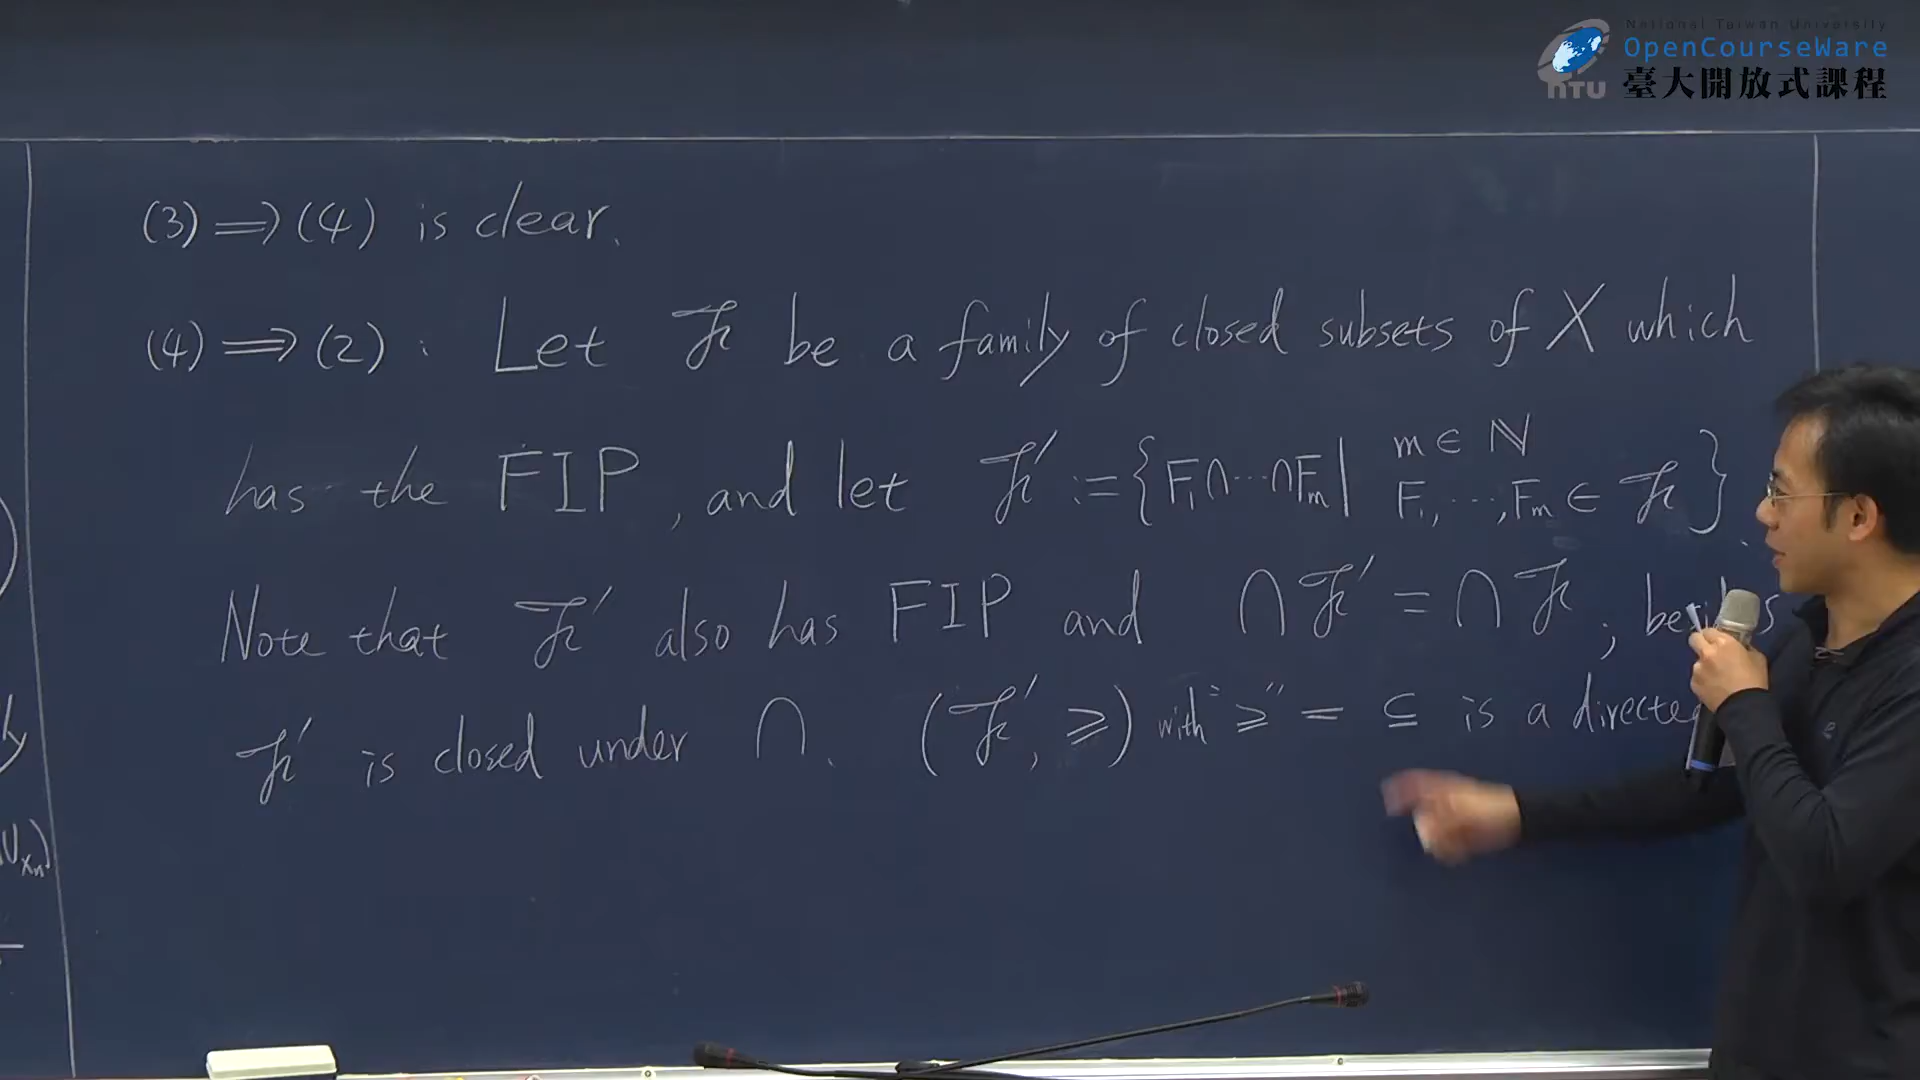 National Taiwan University
OpenCourseWare
NTU 臺大開放式課程
(3) ⟹ (4) is clear.
(4) ⟹ (2) : Let ℱ be a family of closed subsets of X which
has the FIP, and let ℱ' := {F₁∩⋯∩Fₘ | m ∈ ℕ F₁, ⋯, Fₘ ∈ ℱ}.
Note that ℱ' also has FIP and ∩ℱ' = ∩ℱ ;
ℱ' is closed under ∩. (ℱ', ≥) with "≥" = ⊆ is a
Uₓₙ)